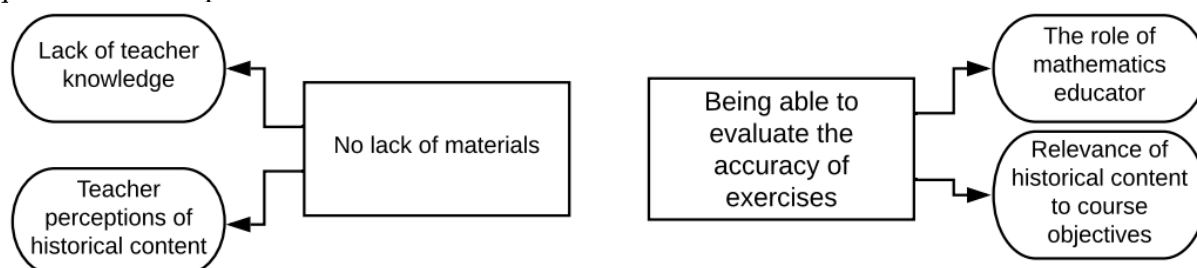 Lack of teacher
knowledge
Teacher
perceptions of
historical content
No lack of materials
Being able to
evaluate the
accuracy of
exercises
The role of
mathematics
educator
Relevance of
historical content
to course
objectives